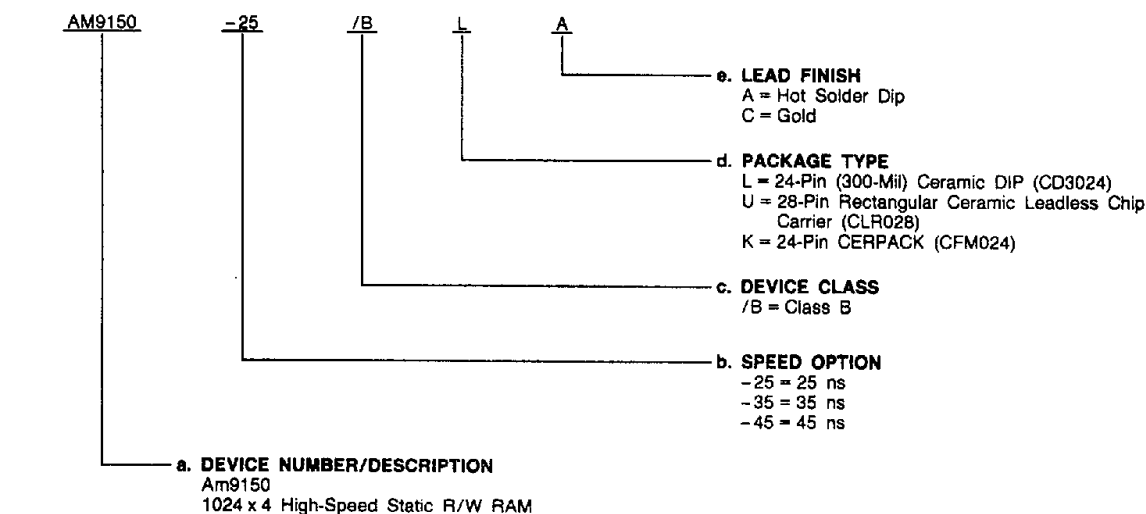 AM9150 -25 /B L A
e. LEAD FINISH
A = Hot Solder Dip
C = Gold
d. PACKAGE TYPE
L = 24-Pin (300-Mil) Ceramic DIP (CD3024)
U = 28-Pin Rectangular Ceramic Leadless Chip
Carrier (CLR028)
K = 24-Pin CERPACK (CFM024)
c. DEVICE CLASS
/B = Class B
b. SPEED OPTION
-25 = 25 ns
-35 = 35 ns
-45 = 45 ns
a. DEVICE NUMBER/DESCRIPTION
Am9150
1024 x 4 High-Speed Static R/W RAM